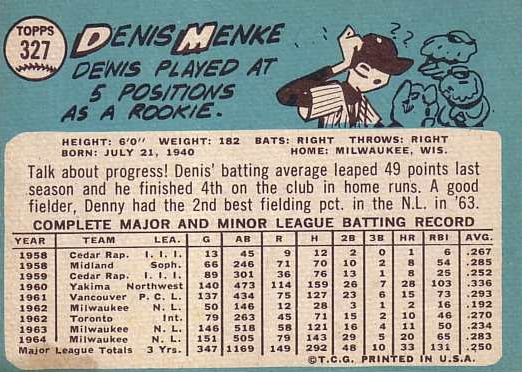 TOPPS
327
DENIS MENKE
DENIS PLAYED AT
5 POSITIONS
AS A ROOKIE.
HEIGHT: 6'0" WEIGHT: 182 BATS: RIGHT THROWS: RIGHT
BORN: JULY 21, 1940 HOME: MILWAUKEE, WIS.
Talk about progress! Denis' batting average leaped 49 points last
season and he finished 4th on the club in home runs. A good
fielder, Denny had the 2nd best fielding pct. in the N.L. in '63.
COMPLETE MAJOR AND MINOR LEAGUE BATTING RECORD
YEAR TEAM LEA. G AB R H 2B 3B HR RBI AVG.
1958 Cedar Rap. I. I. I. 13 45 9 12 2 0 1 6 .267
1958 Midland Soph. 66 246 71 70 10 2 8 54 .285
1959 Cedar Rap. I. I. I. 89 301 36 76 13 1 8 25 .252
1960 Yakima Northwest 140 473 114 159 26 7 28 103 .336
1961 Vancouver P. C. L. 137 434 75 127 23 6 15 73 .293
1962 Milwaukee N. L. 50 146 12 28 3 1 2 16 .192
1962 Toronto Int. 79 263 45 71 15 2 10 46 .270
1963 Milwaukee N. L. 146 518 58 121 16 4 11 50 .234
1964 Milwaukee N. L. 151 505 79 143 29 5 20 65 .283
Major League Totals 3 Yrs. 347 1169 149 292 48 10 33 131 .250
©T.C.G. PRINTED IN U.S.A.